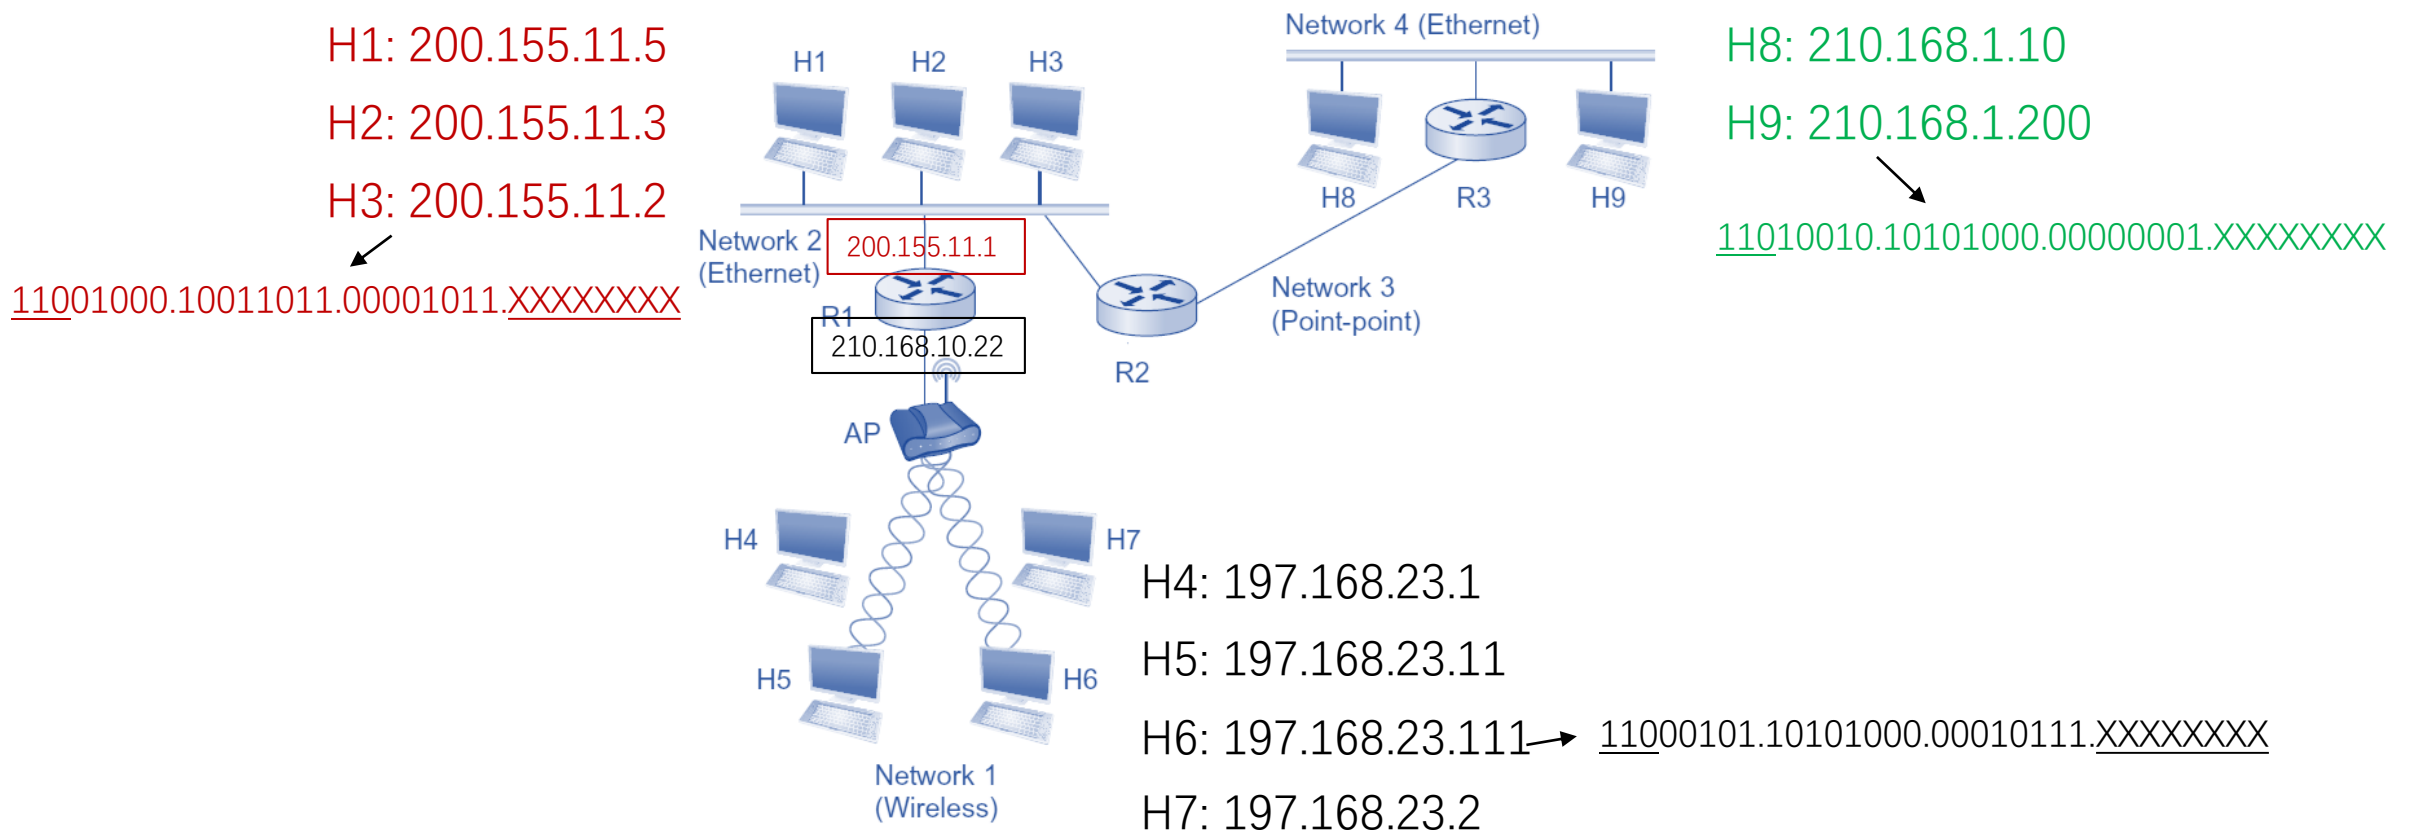 H1: 200.155.11.5
H2: 200.155.11.3
H3: 200.155.11.2
11001000.10011011.00001011.XXXXXXXX
H1
H2
H3
Network 2
(Ethernet)
200.155.11.1
R1
210.168.10.22
AP
R2
Network 3
(Point-point)
Network 4 (Ethernet)
H8
R3
H9
H8: 210.168.1.10
H9: 210.168.1.200
11010010.10101000.00000001.XXXXXXXX
H4
H7
H5
H6
Network 1
(Wireless)
H4: 197.168.23.1
H5: 197.168.23.11
H6: 197.168.23.111
11000101.10101000.00010111.XXXXXXXX
H7: 197.168.23.2